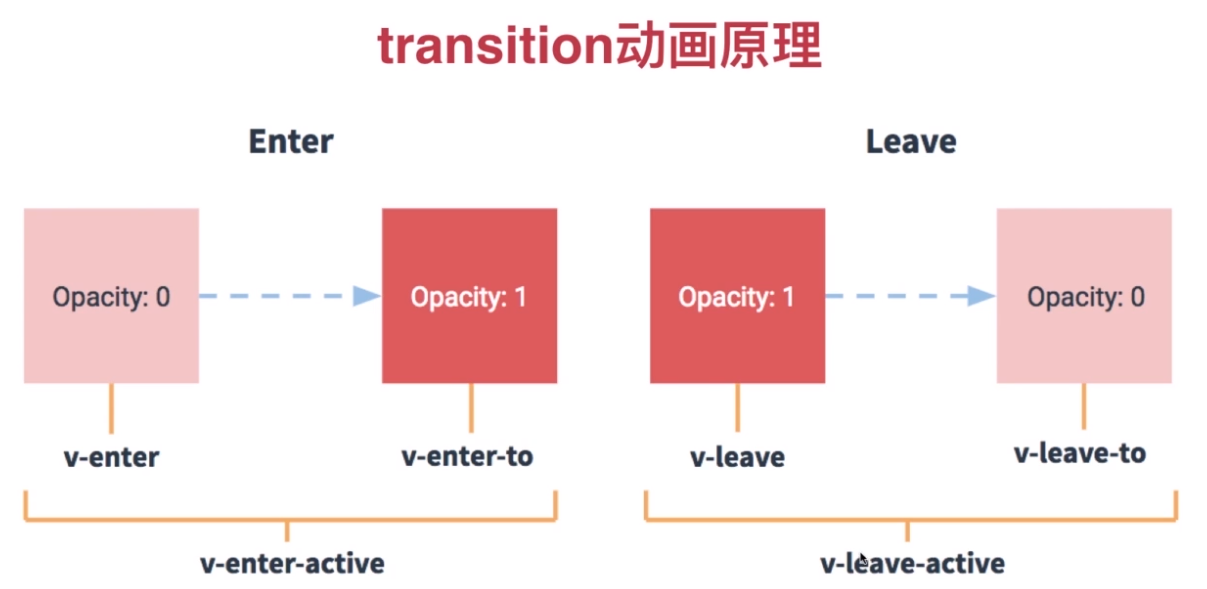 transition动画原理
Enter
Leave
Opacity: 0
Opacity: 1
Opacity: 1
Opacity: 0
v-enter
v-enter-to
v-leave
v-leave-to
v-enter-active
v-leave-active